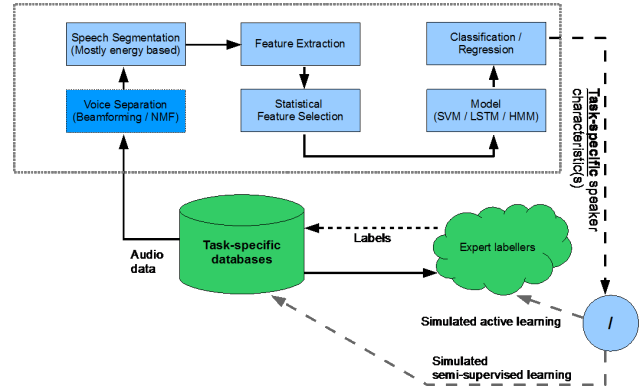 Speech Segmentation
(Mostly energy based)
Feature Extraction
Classification /
Regression
Voice Separation
(Beamforming / NMF)
Statistical
Feature Selection
Model
(SVM / LSTM / HMM)
Task-specific speaker
characteristic(s)
Task-specific
databases
Labels
Expert labellers
Audio
data
I
Simulated active learning
Simulated
semi-supervised learning